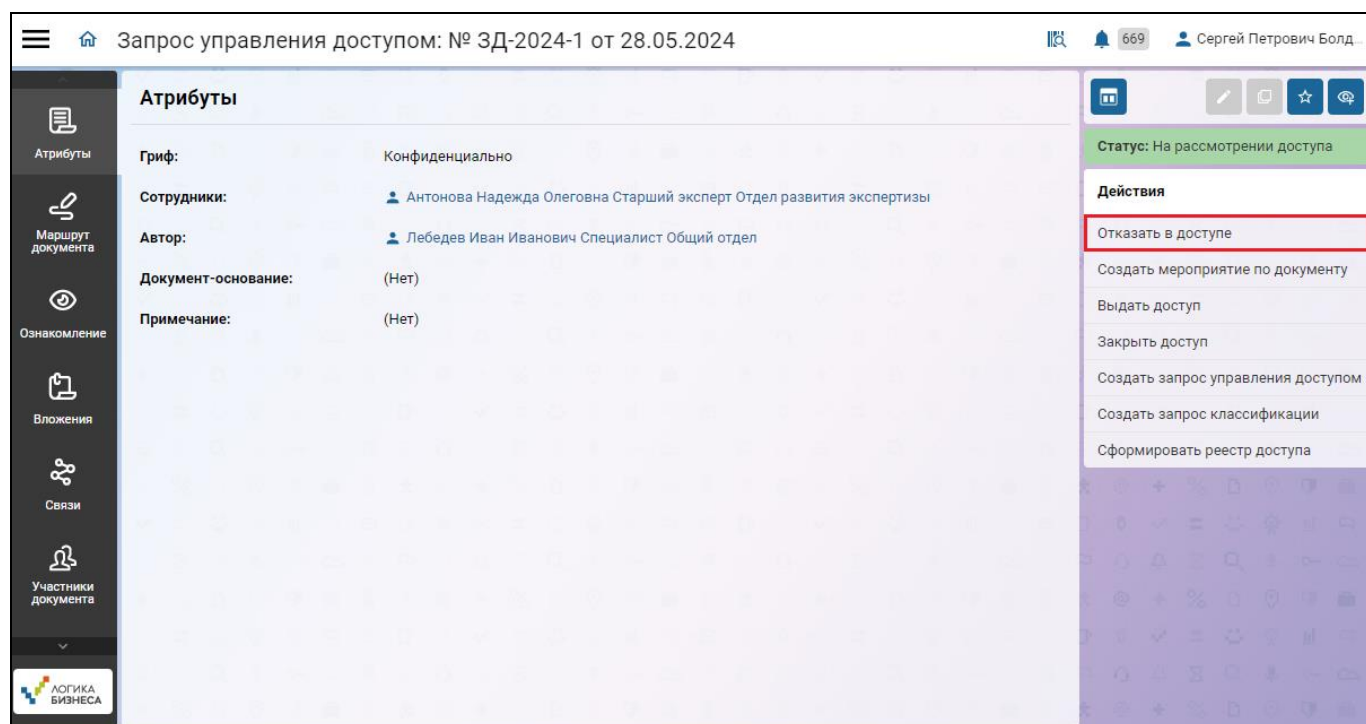 Запрос управления доступом: № ЗД-2024-1 от 28.05.2024
669
Сергей Петрович Болд...
Атрибуты
Маршрут
документа
Ознакомление
Вложения
Связи
Участники
документа
ЛОГИКА
БИЗНЕСА
Атрибуты
Гриф: Конфиденциально
Сотрудники: Антонова Надежда Олеговна Старший эксперт Отдел развития экспертизы
Автор: Лебедев Иван Иванович Специалист Общий отдел
Документ-основание: (Нет)
Примечание: (Нет)
Статус: На рассмотрении доступа
Действия
Отказать в доступе
Создать мероприятие по документу
Выдать доступ
Закрыть доступ
Создать запрос управления доступом
Создать запрос классификации
Сформировать реестр доступа